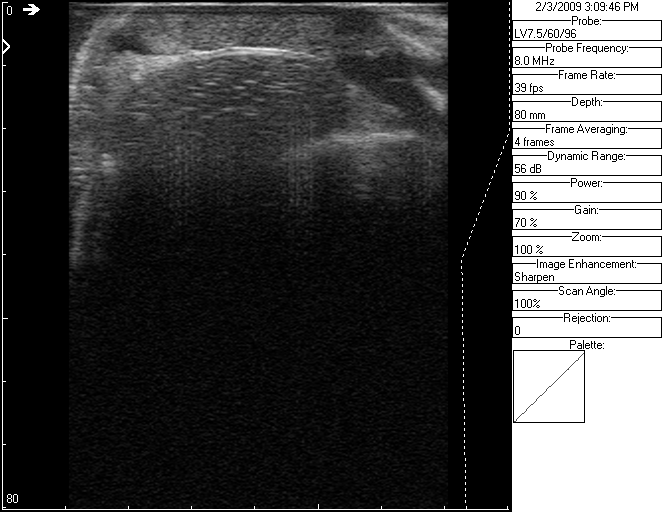 0
80
2/3/2009 3:09:46 PM
Probe:
LV7.5/60/96
Probe Frequency:
8.0 MHz
Frame Rate:
39 fps
Depth:
80 mm
Frame Averaging:
4 frames
Dynamic Range:
56 dB
Power:
90 %
Gain:
70 %
Zoom:
100 %
Image Enhancement:
Sharpen
Scan Angle:
100%
Rejection:
0
Palette: